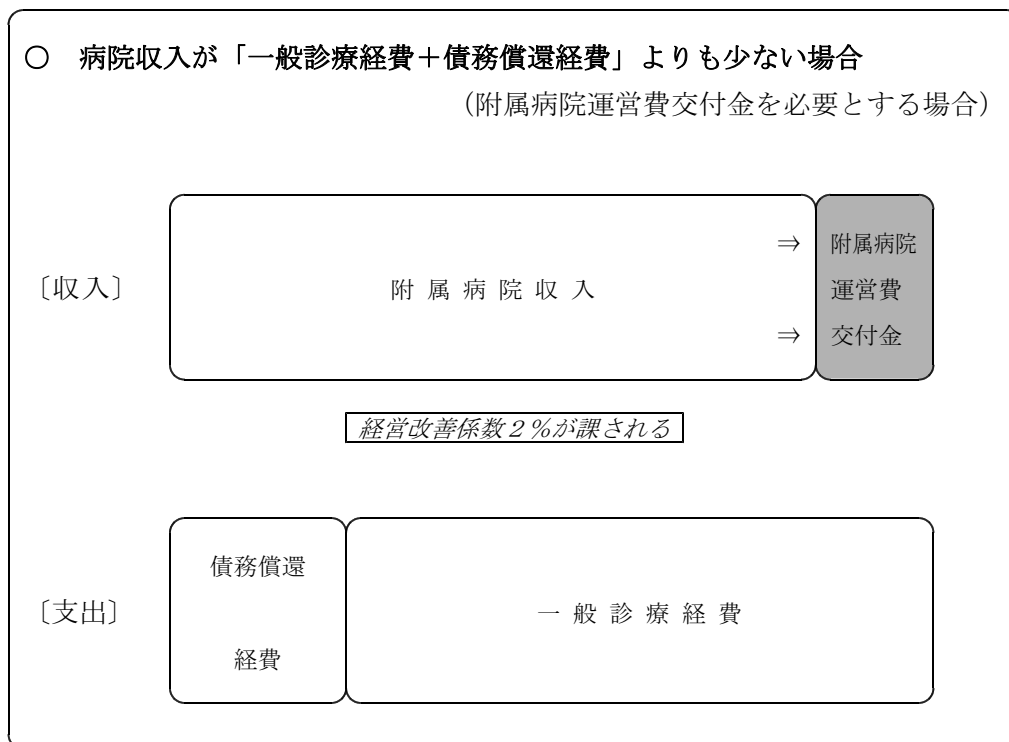 ○　病院収入が「一般診療経費＋債務償還経費」よりも少ない場合
（附属病院運営費交付金を必要とする場合）
⇒
附属病院
〔収入〕
附 属 病 院 収 入
運営費
⇒
交付金
経営改善係数２％が課される
債務償還
〔支出〕
一 般 診 療 経 費
経費